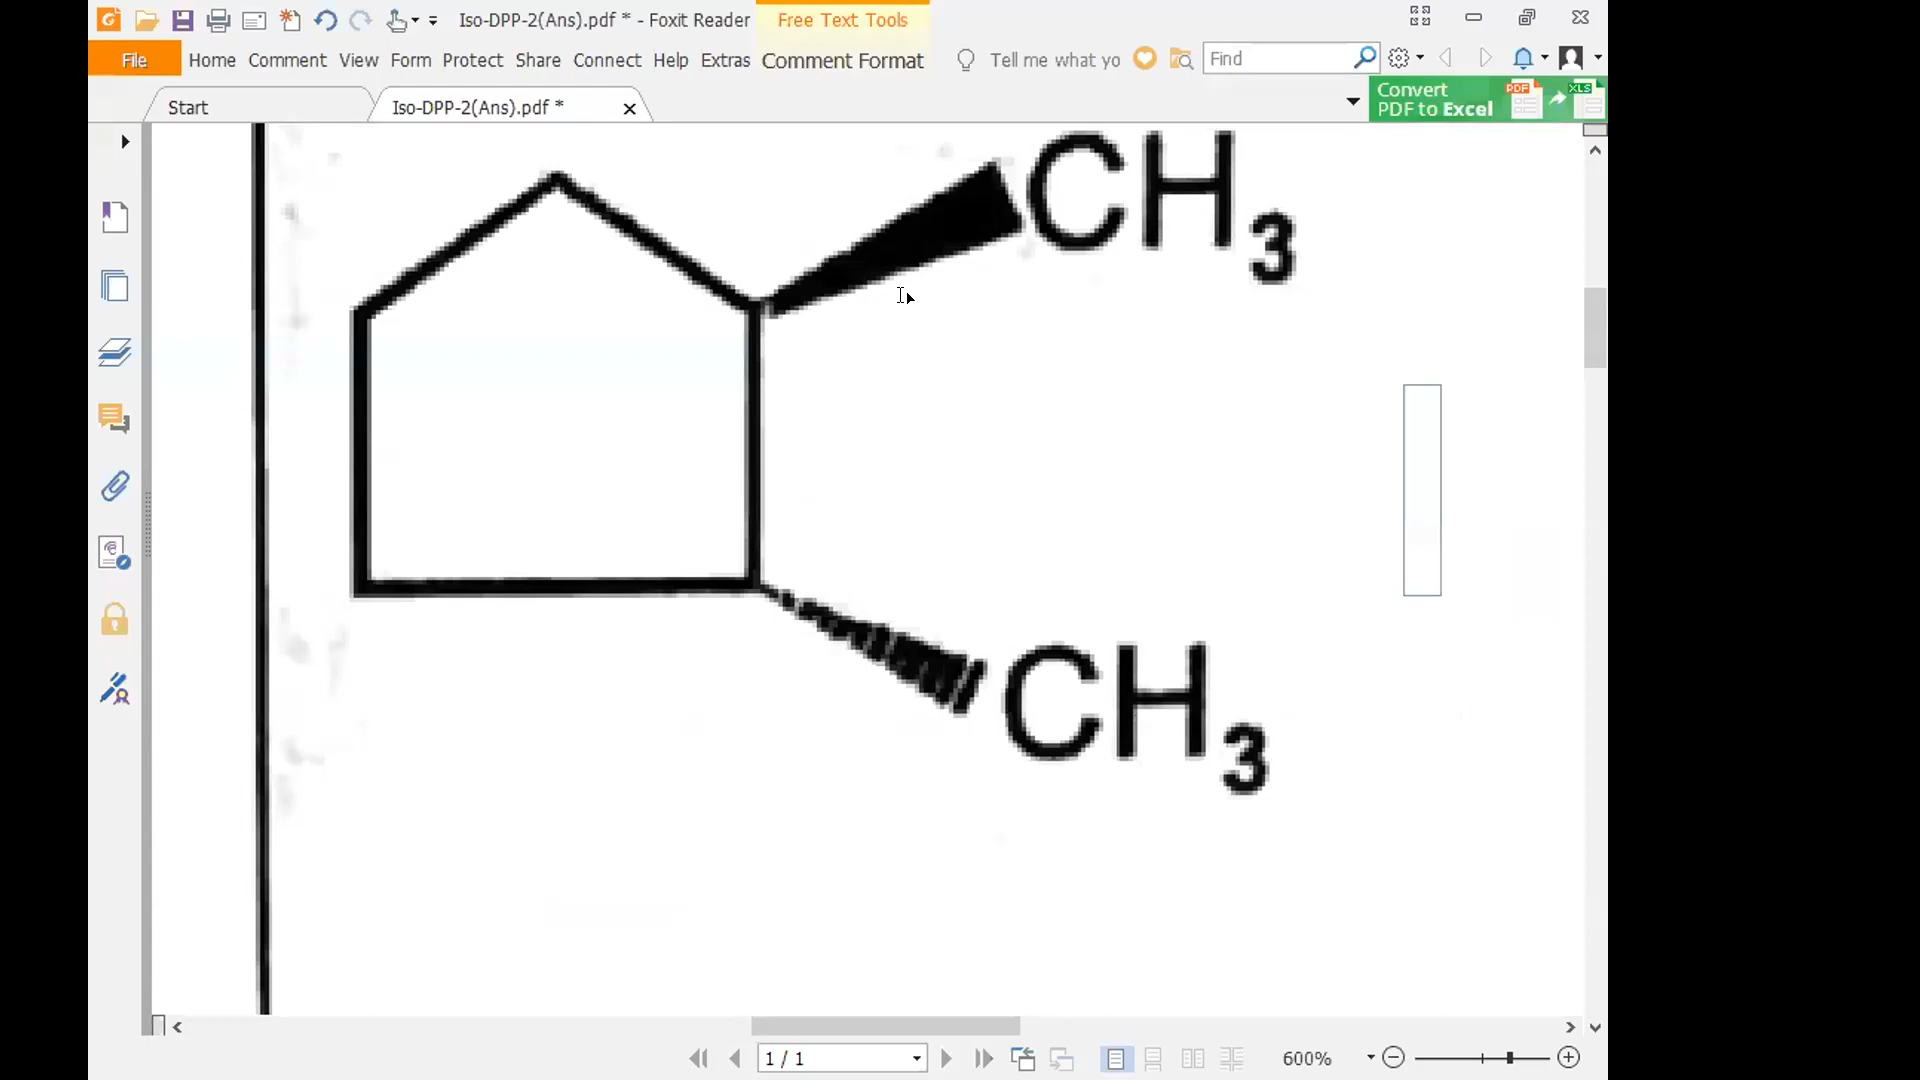 Iso-DPP-2(Ans).pdf * - Foxit Reader
Free Text Tools
File Home Comment View Form Protect Share Connect Help Extras Comment Format Tell me what yo Find
Start
Iso-DPP-2(Ans).pdf *
Convert
PDF to Excel
PDF
XLS
CH3
CH3
1 / 1
600%